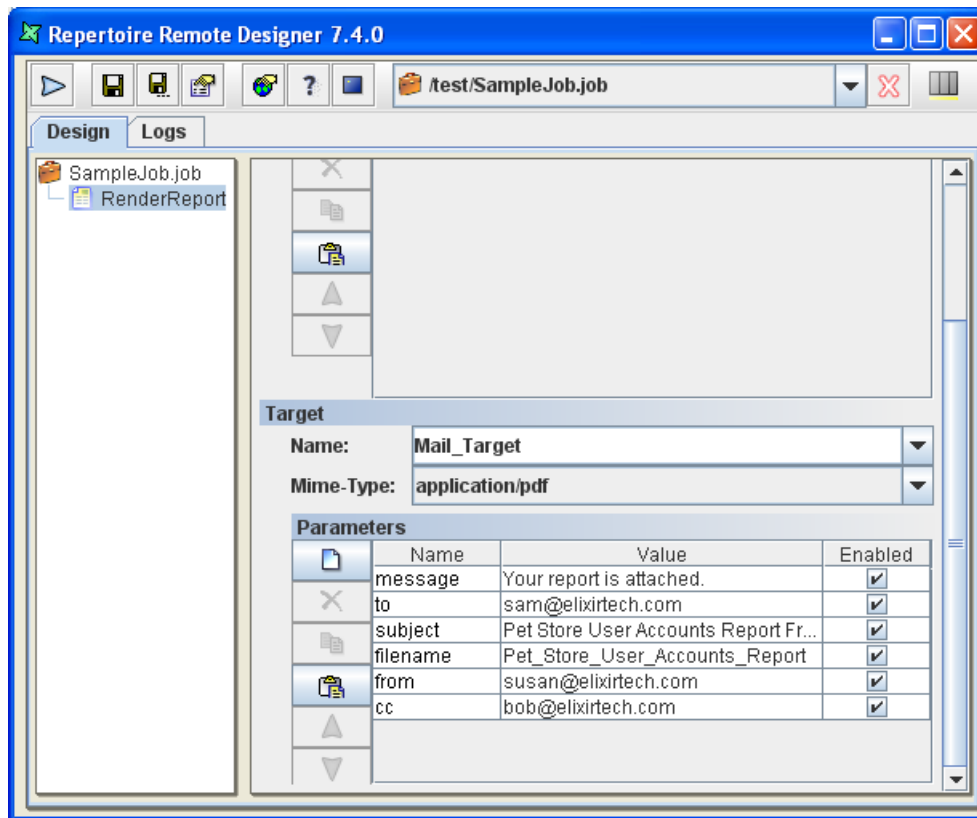 Repertoire Remote Designer 7.4.0
? /test/SampleJob.job
Design Logs
SampleJob.job
RenderReport
Target
Name: Mail_Target
Mime-Type: application/pdf
Parameters
Name Value Enabled
message Your report is attached.
to sam@elixirtech.com
subject Pet Store User Accounts Report Fr...
filename Pet_Store_User_Accounts_Report
from susan@elixirtech.com
cc bob@elixirtech.com